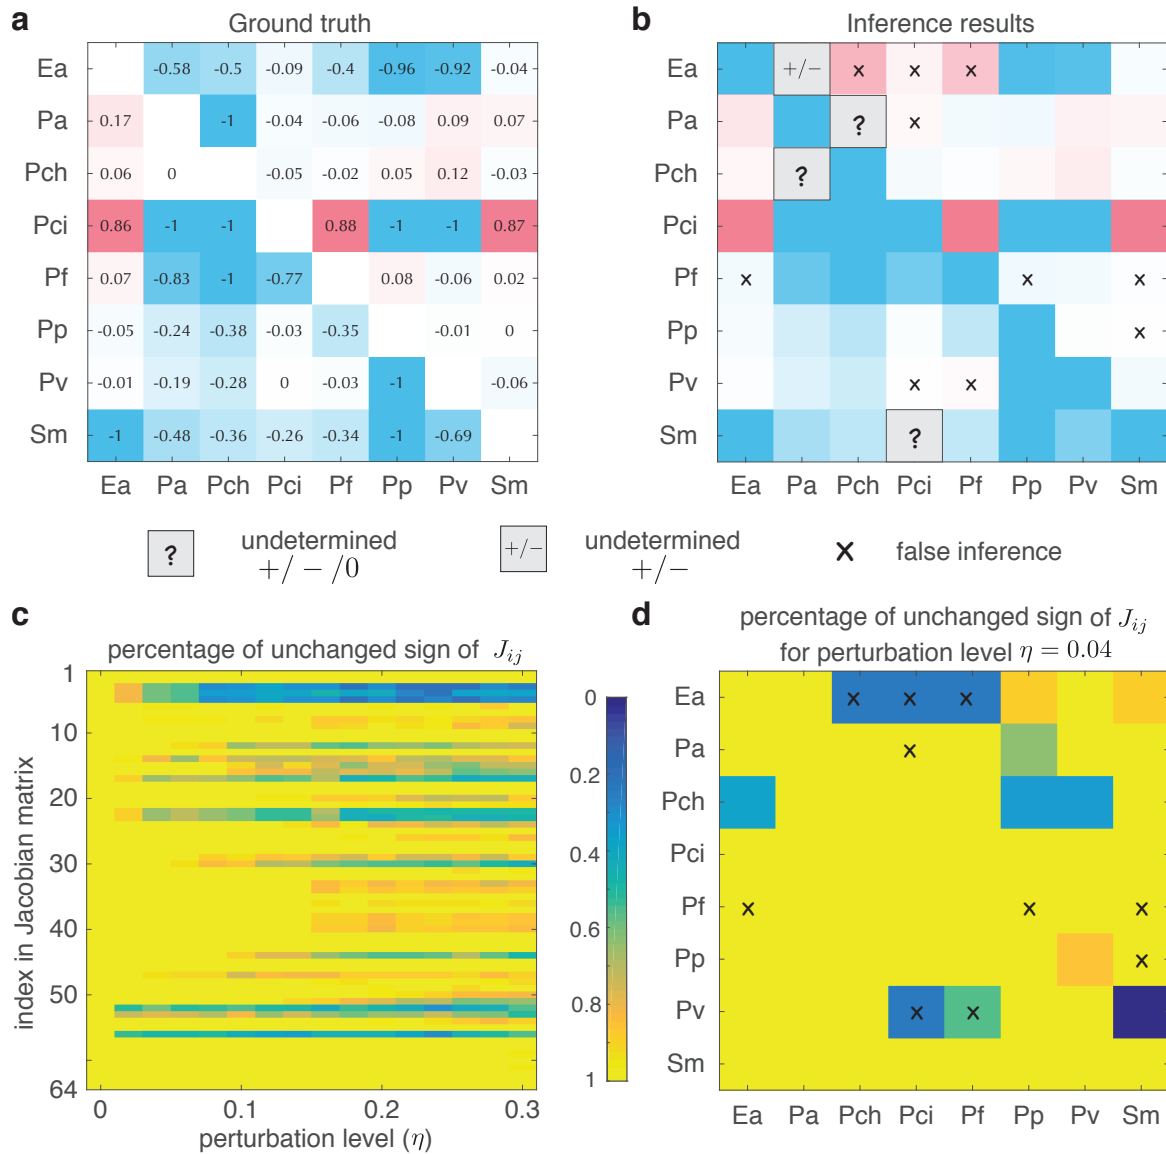 a
Ground truth
Ea -0.58 -0.5 -0.09 -0.4 -0.96 -0.92 -0.04
Pa 0.17 -1 -0.04 -0.06 -0.08 0.09 0.07
Pch 0.06 0 -0.05 -0.02 0.05 0.12 -0.03
Pci 0.86 -1 -1 0.88 -1 -1 0.87
Pf 0.07 -0.83 -1 -0.77 0.08 -0.06 0.02
Pp -0.05 -0.24 -0.38 -0.03 -0.35 -0.01 0
Pv -0.01 -0.19 -0.28 0 -0.03 -1 -0.06
Sm -1 -0.48 -0.36 -0.26 -0.34 -1 -0.69
Ea Pa Pch Pci Pf Pp Pv Sm
b
Inference results
Ea +/− × × ×
Pa ? ×
Pch ?
Pci
Pf × × ×
Pp ×
Pv × ×
Sm ?
Ea Pa Pch Pci Pf Pp Pv Sm
? undetermined
+/ − /0
+/− undetermined
+/−
× false inference
c
percentage of unchanged sign of J_ij
1
10
20
30
40
50
64
index in Jacobian matrix
0 0.1 0.2 0.3
perturbation level (η)
0
0.2
0.4
0.6
0.8
1
d
percentage of unchanged sign of J_ij
for perturbation level η = 0.04
Ea × × ×
Pa ×
Pch
Pci
Pf × × ×
Pp ×
Pv × ×
Sm
Ea Pa Pch Pci Pf Pp Pv Sm